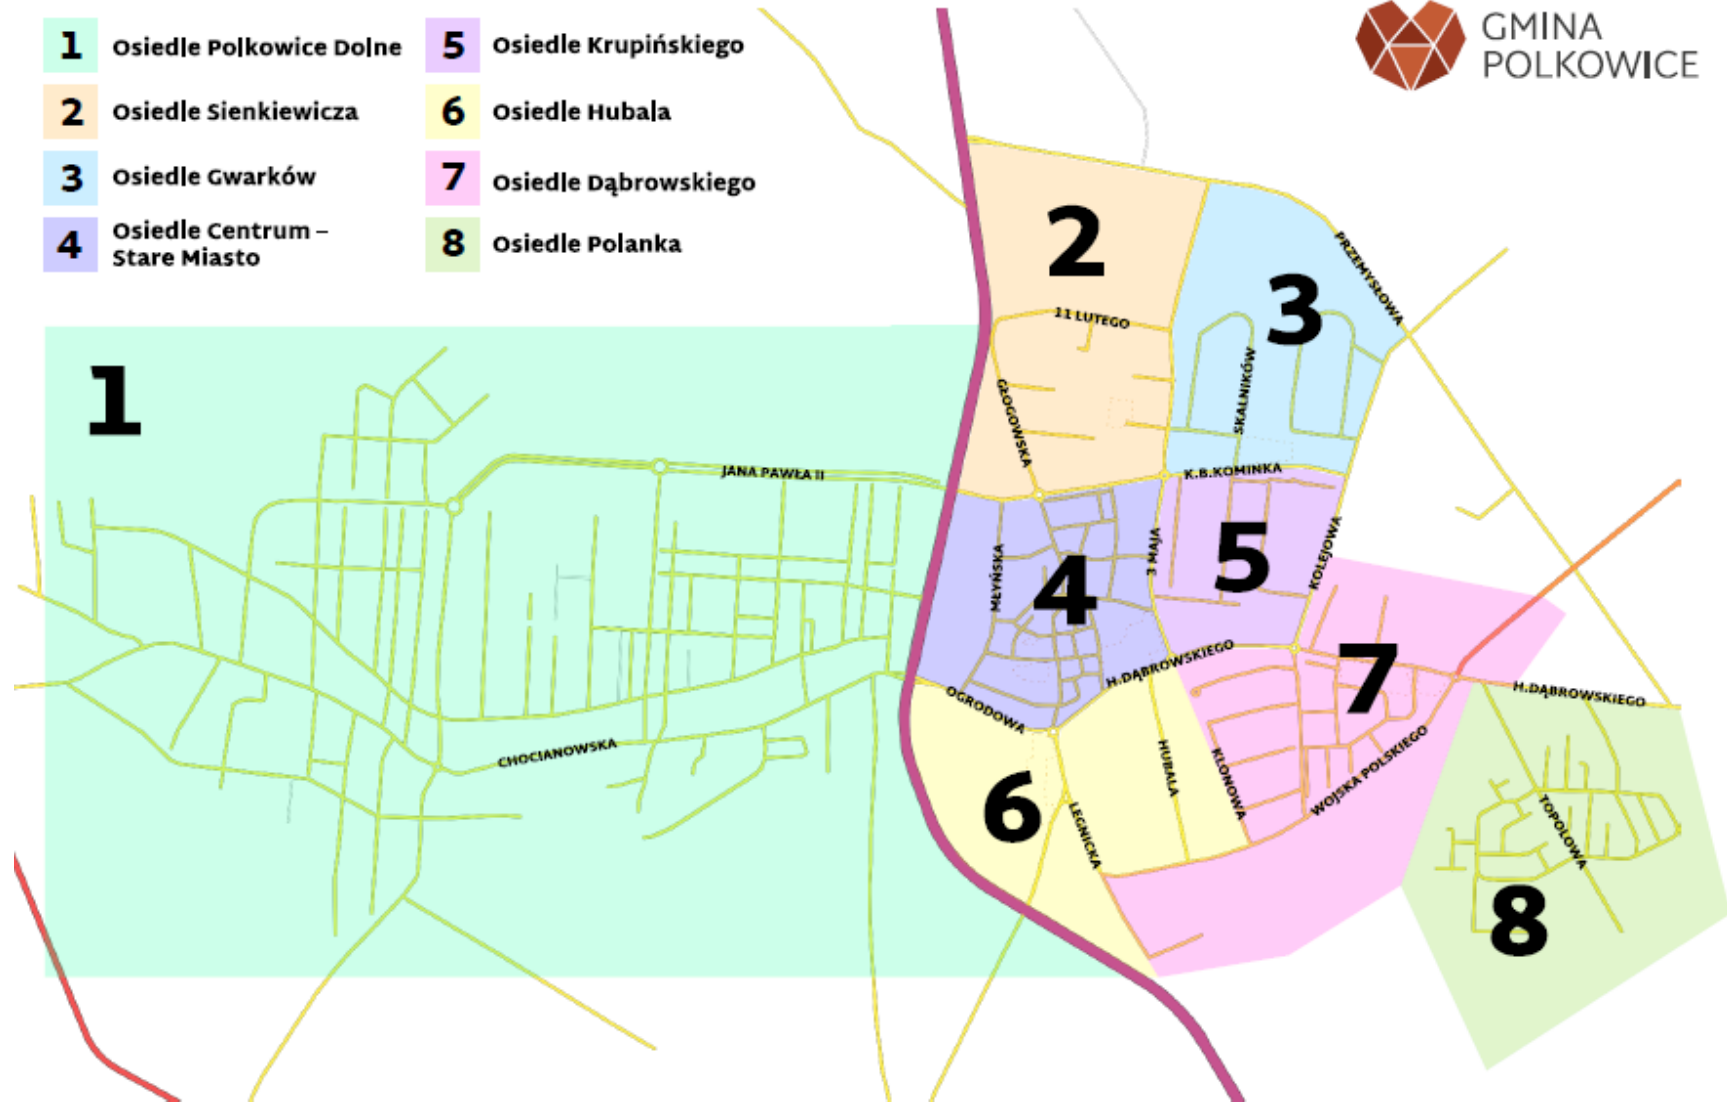 1 Osiedle Polkowice Dolne
2 Osiedle Sienkiewicza
3 Osiedle Gwarków
4 Osiedle Centrum –
Stare Miasto
5 Osiedle Krupińskiego
6 Osiedle Hubala
7 Osiedle Dąbrowskiego
8 Osiedle Polanka
GMINA
POLKOWICE
2
PRZEMYSŁOWA
3
11 LUTEGO
1
SKALNIKÓW
GŁOGOWSKA
JANA PAWŁA II
K.B.KOMINKA
MŁYŃSKA
4
3 MAJA
5
KOLEJOWA
H.DĄBROWSKIEGO
7
H.DĄBROWSKIEGO
OGRODOWA
CHOCIANOWSKA
6
HUBALA
KLONOWA
WOJSKA POLSKIEGO
LEGNICKA
TOPOLOWA
8